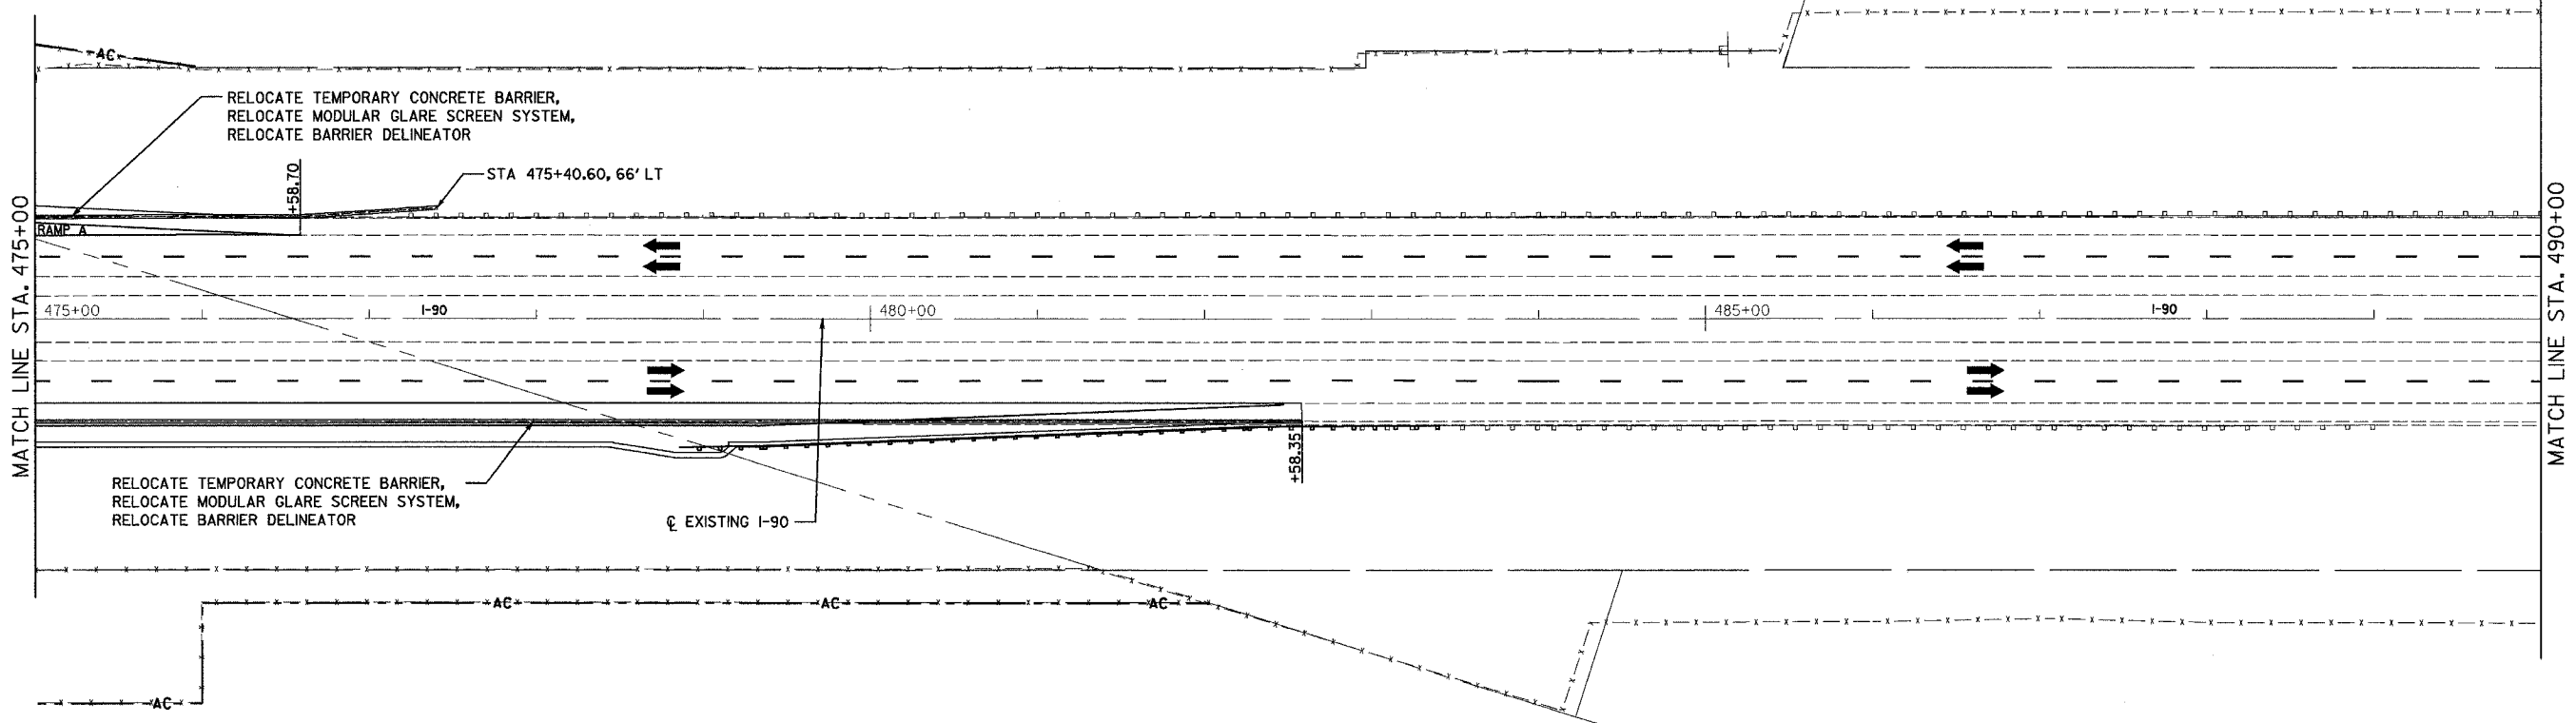 AC
RELOCATE TEMPORARY CONCRETE BARRIER,
RELOCATE MODULAR GLARE SCREEN SYSTEM,
RELOCATE BARRIER DELINEATOR
+58.70
STA 475+40.60, 66' LT
MATCH LINE STA. 475+00
MATCH LINE STA. 490+00
RAMP A
475+00
I-90
480+00
485+00
I-90
+58.35
RELOCATE TEMPORARY CONCRETE BARRIER,
RELOCATE MODULAR GLARE SCREEN SYSTEM,
RELOCATE BARRIER DELINEATOR
℄ EXISTING I-90
AC
AC
AC
AC